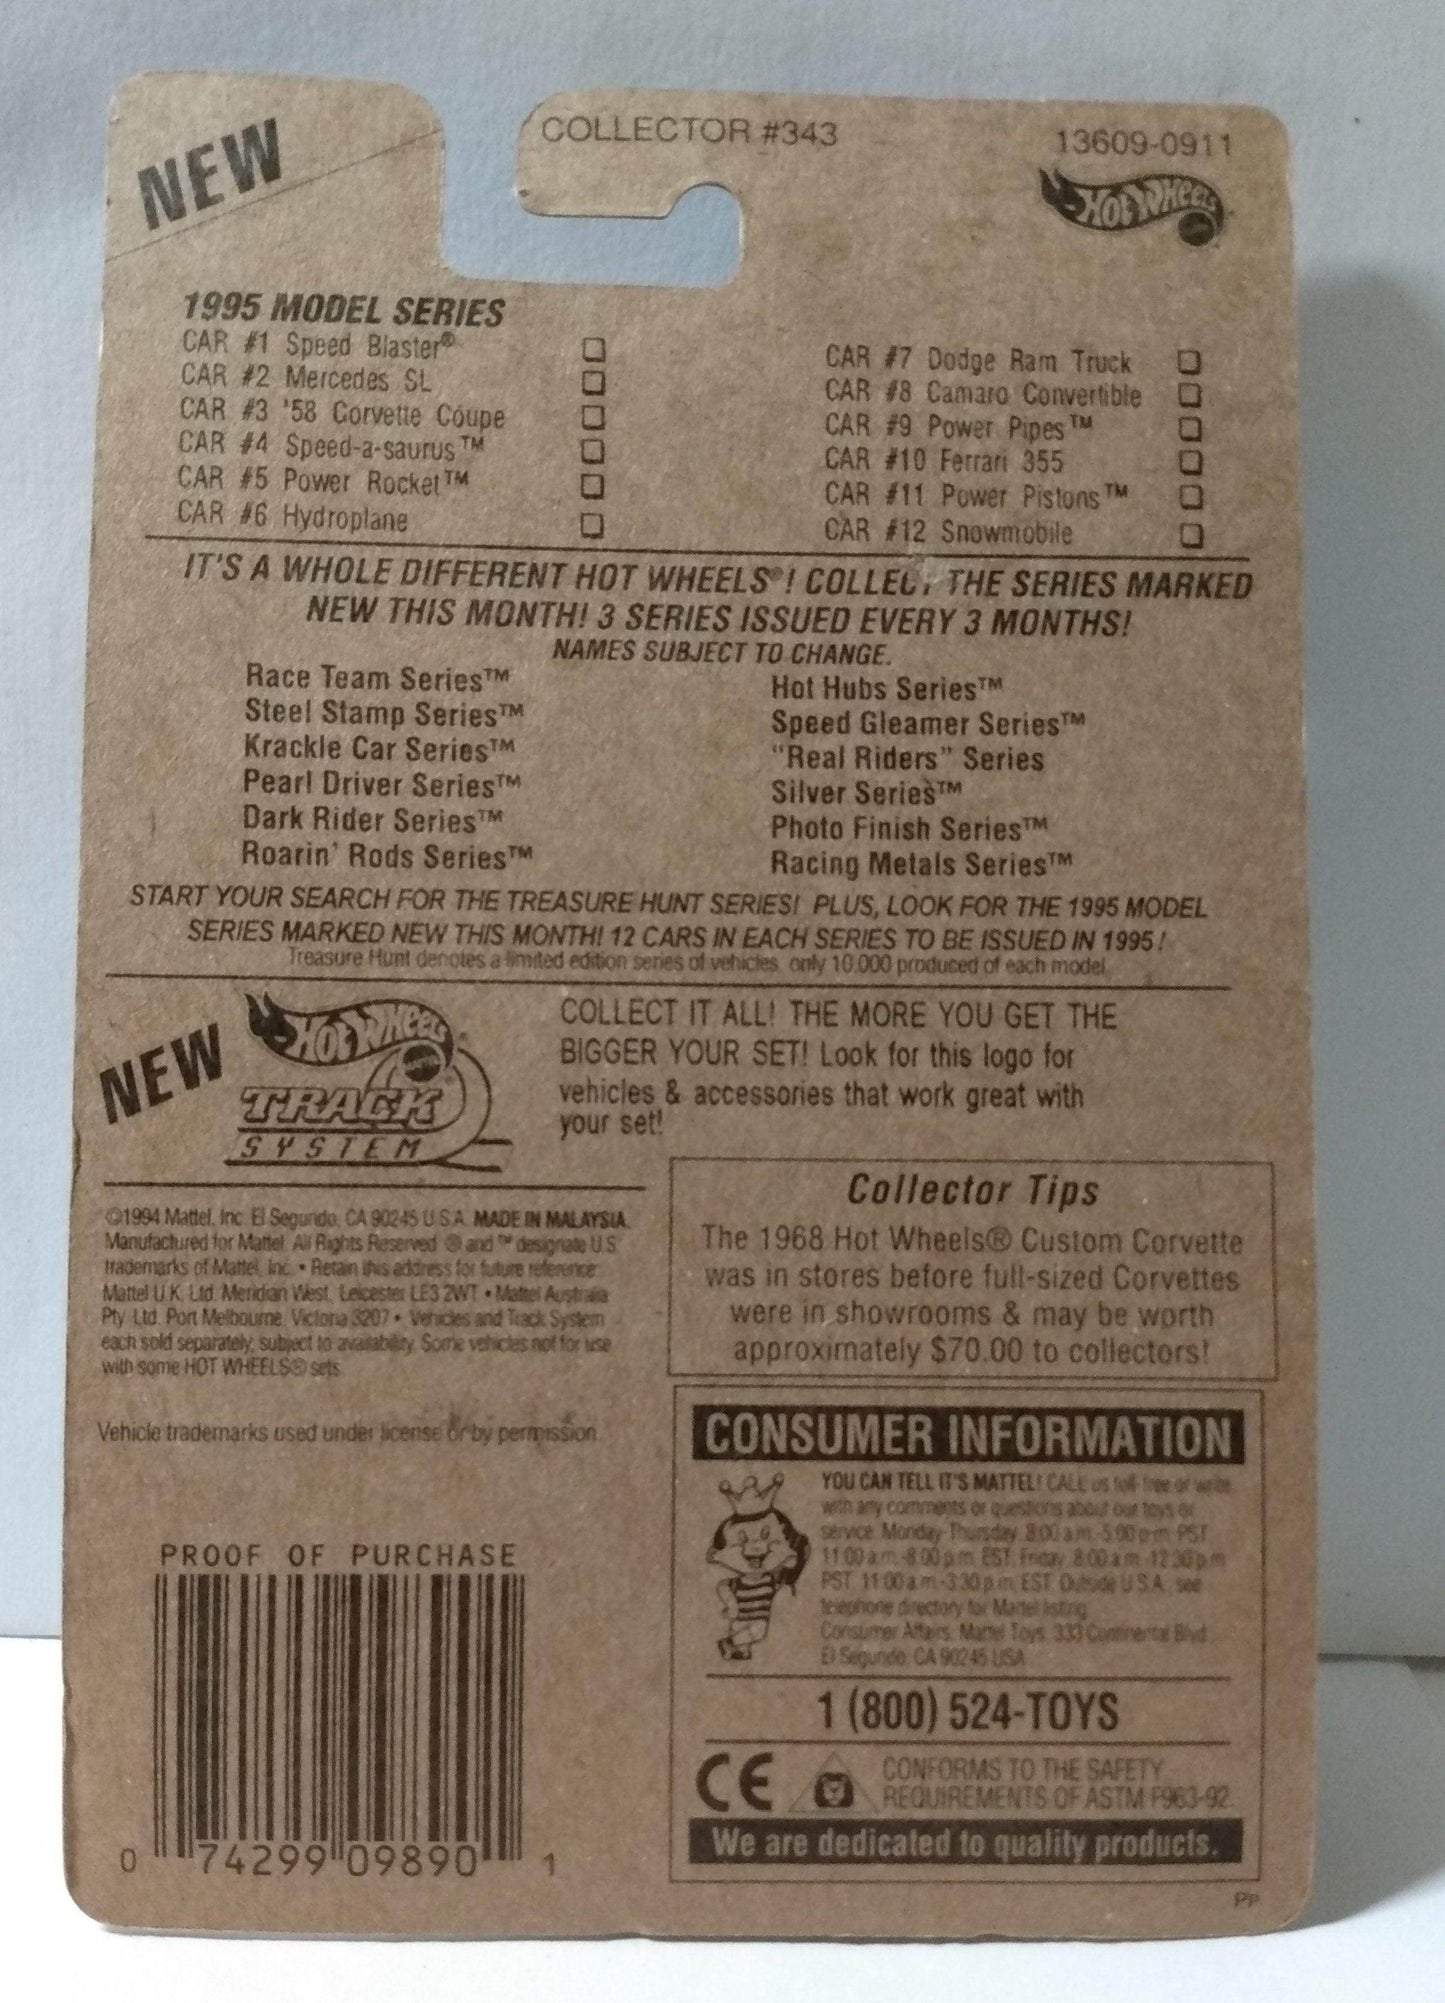 NEW
COLLECTOR #343
13609-0911
HOT WHEELS
1995 MODEL SERIES
CAR #1 Speed Blaster®
CAR #2 Mercedes SL
CAR #3 '58 Corvette Coupe
CAR #4 Speed-a-saurus™
CAR #5 Power Rocket™
CAR #6 Hydroplane
CAR #7 Dodge Ram Truck
CAR #8 Camaro Convertible
CAR #9 Power Pipes™
CAR #10 Ferrari 355
CAR #11 Power Pistons™
CAR #12 Snowmobile
IT'S A WHOLE DIFFERENT HOT WHEELS®! COLLECT THE SERIES MARKED
NEW THIS MONTH! 3 SERIES ISSUED EVERY 3 MONTHS!
NAMES SUBJECT TO CHANGE.
Race Team Series™
Steel Stamp Series™
Krackle Car Series™
Pearl Driver Series™
Dark Rider Series™
Roarin' Rods Series™
Hot Hubs Series™
Speed Gleamer Series™
"Real Riders" Series
Silver Series™
Photo Finish Series™
Racing Metals Series™
START YOUR SEARCH FOR THE TREASURE HUNT SERIES! PLUS, LOOK FOR THE 1995 MODEL
SERIES MARKED NEW THIS MONTH! 12 CARS IN EACH SERIES TO BE ISSUED IN 1995!
Treasure Hunt denotes a limited edition series of vehicles, only 10,000 produced of each model.
NEW
HOT WHEELS
TRACK
SYSTEM
COLLECT IT ALL! THE MORE YOU GET THE
BIGGER YOUR SET! Look for this logo for
vehicles & accessories that work great with
your set!
©1994 Mattel, Inc. El Segundo, CA 90245 U.S.A. MADE IN MALAYSIA.
Manufactured for Mattel. All Rights Reserved. ® and ™ designate U.S.
trademarks of Mattel, Inc. • Retain this address for future reference:
Mattel U.K. Ltd. Meridian West, Leicester LE3 2WT • Mattel Australia
Pty. Ltd. Port Melbourne, Victoria 3207 • Vehicles and Track System
each sold separately, subject to availability. Some vehicles not for use
with some HOT WHEELS® sets.
Vehicle trademarks used under license or by permission.
Collector Tips
The 1968 Hot Wheels® Custom Corvette
was in stores before full-sized Corvettes
were in showrooms & may be worth
approximately $70.00 to collectors!
CONSUMER INFORMATION
YOU CAN TELL IT'S MATTEL! CALL us toll-free or write
with any comments or questions about our toys or
service. Monday-Thursday, 8:00 a.m.-5:00 p.m. PST,
11:00 a.m.-8:00 p.m. EST; Friday, 8:00 a.m.-12:30 p.m.
PST, 11:00 a.m.-3:30 p.m. EST. Outside U.S.A., see
telephone directory for Mattel listing.
Consumer Affairs, Mattel Toys, 333 Continental Blvd.
El Segundo, CA 90245 USA
1 (800) 524-TOYS
CE
CONFORMS TO THE SAFETY
REQUIREMENTS OF ASTM F963-92.
We are dedicated to quality products.
PROOF OF PURCHASE
0 74299 09890 1
PP